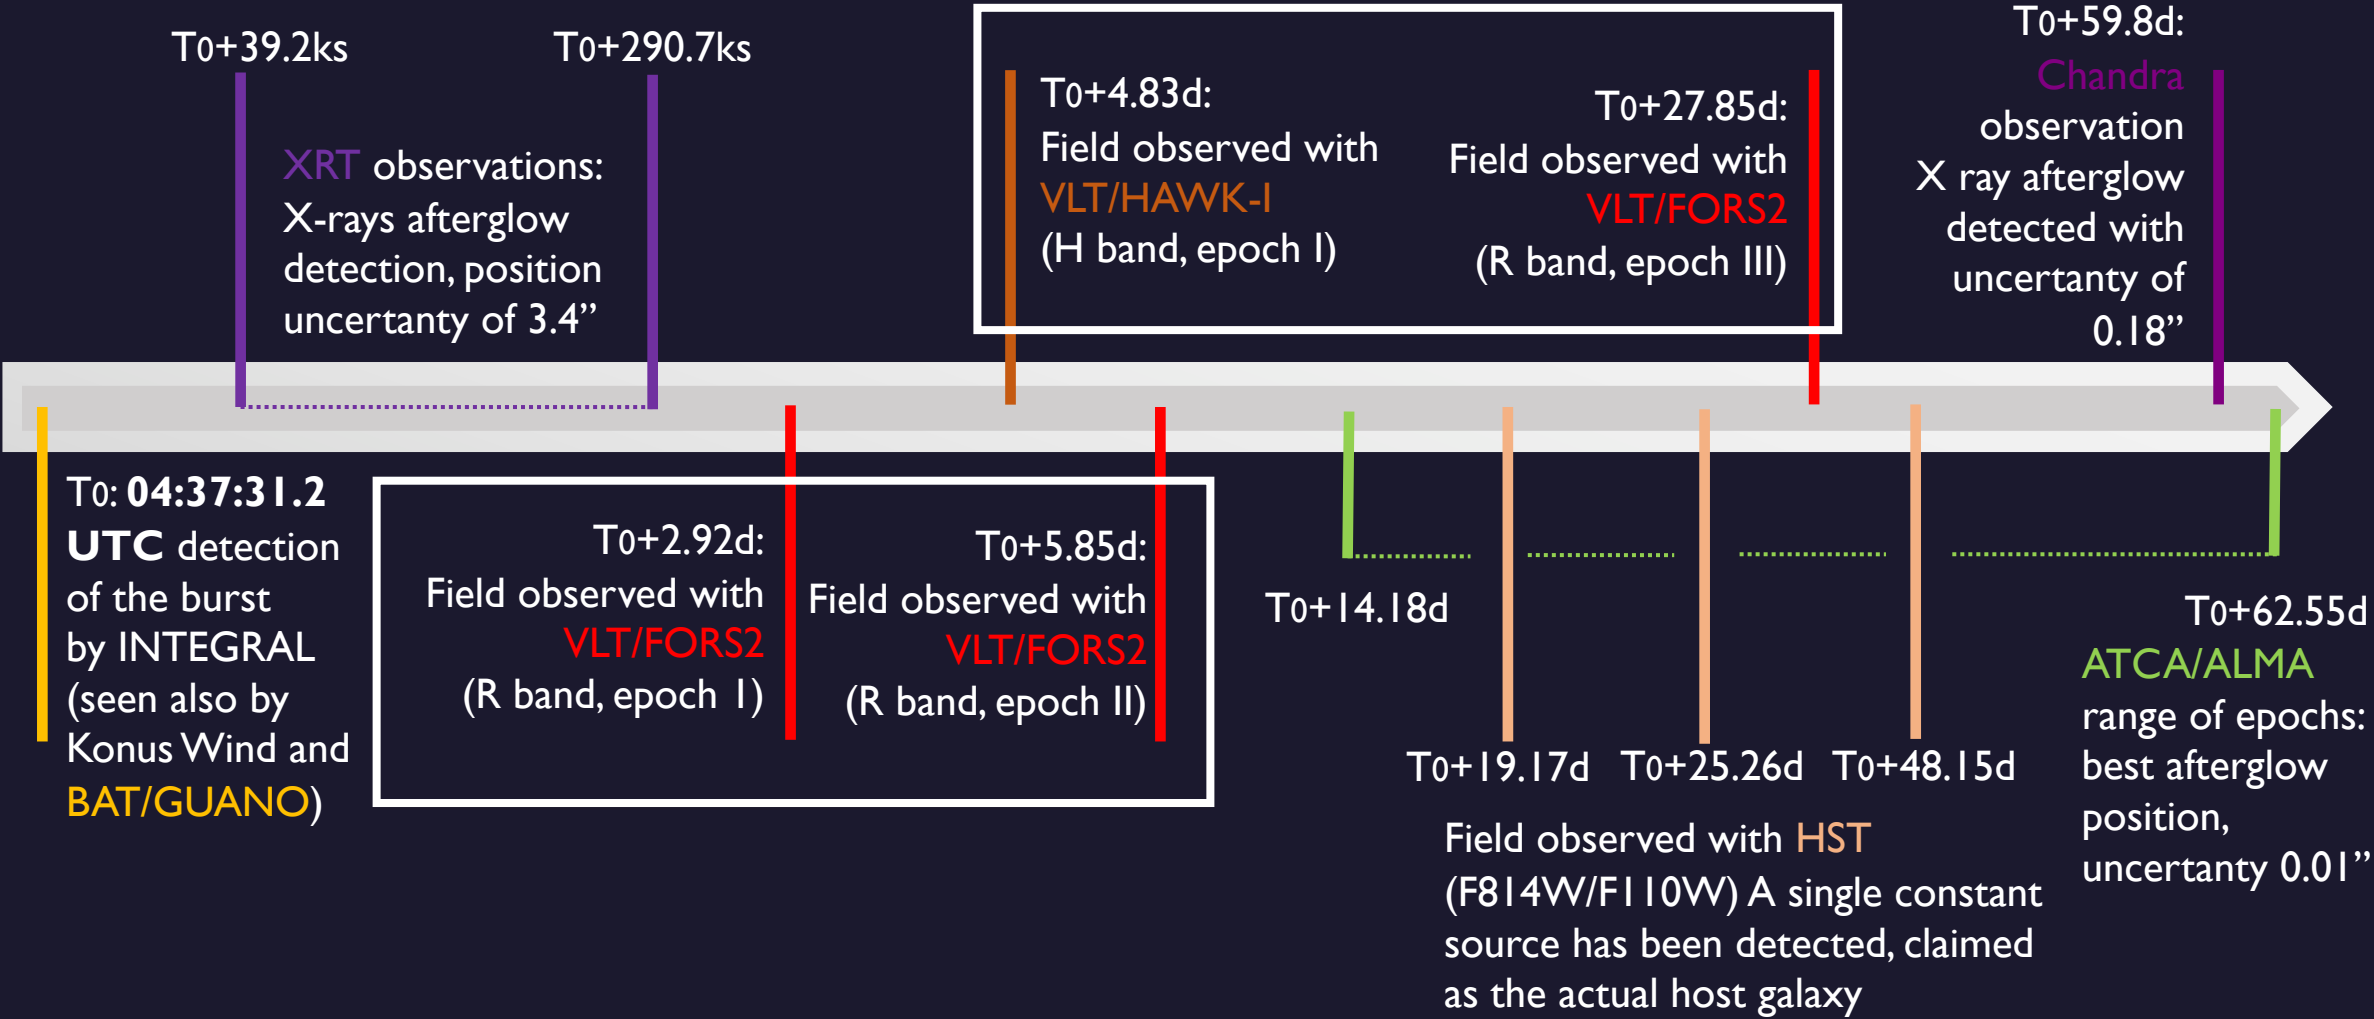 T0+39.2ks
T0+290.7ks
XRT observations:
X-rays afterglow
detection, position
uncertanty of 3.4”
T0+4.83d:
Field observed with
VLT/HAWK-I
(H band, epoch I)
T0+27.85d:
Field observed with
VLT/FORS2
(R band, epoch III)
T0+59.8d:
Chandra
observation
X ray afterglow
detected with
uncertanty of
0.18”
T0: 04:37:31.2
UTC detection
of the burst
by INTEGRAL
(seen also by
Konus Wind and
BAT/GUANO)
T0+2.92d:
Field observed with
VLT/FORS2
(R band, epoch 1)
T0+5.85d:
Field observed with
VLT/FORS2
(R band, epoch II)
T0+14.18d
T0+19.17d
T0+25.26d
T0+48.15d
Field observed with HST
(F814W/F110W) A single constant
source has been detected, claimed
as the actual host galaxy
T0+62.55d
ATCA/ALMA
range of epochs:
best afterglow
position,
uncertanty 0.01”